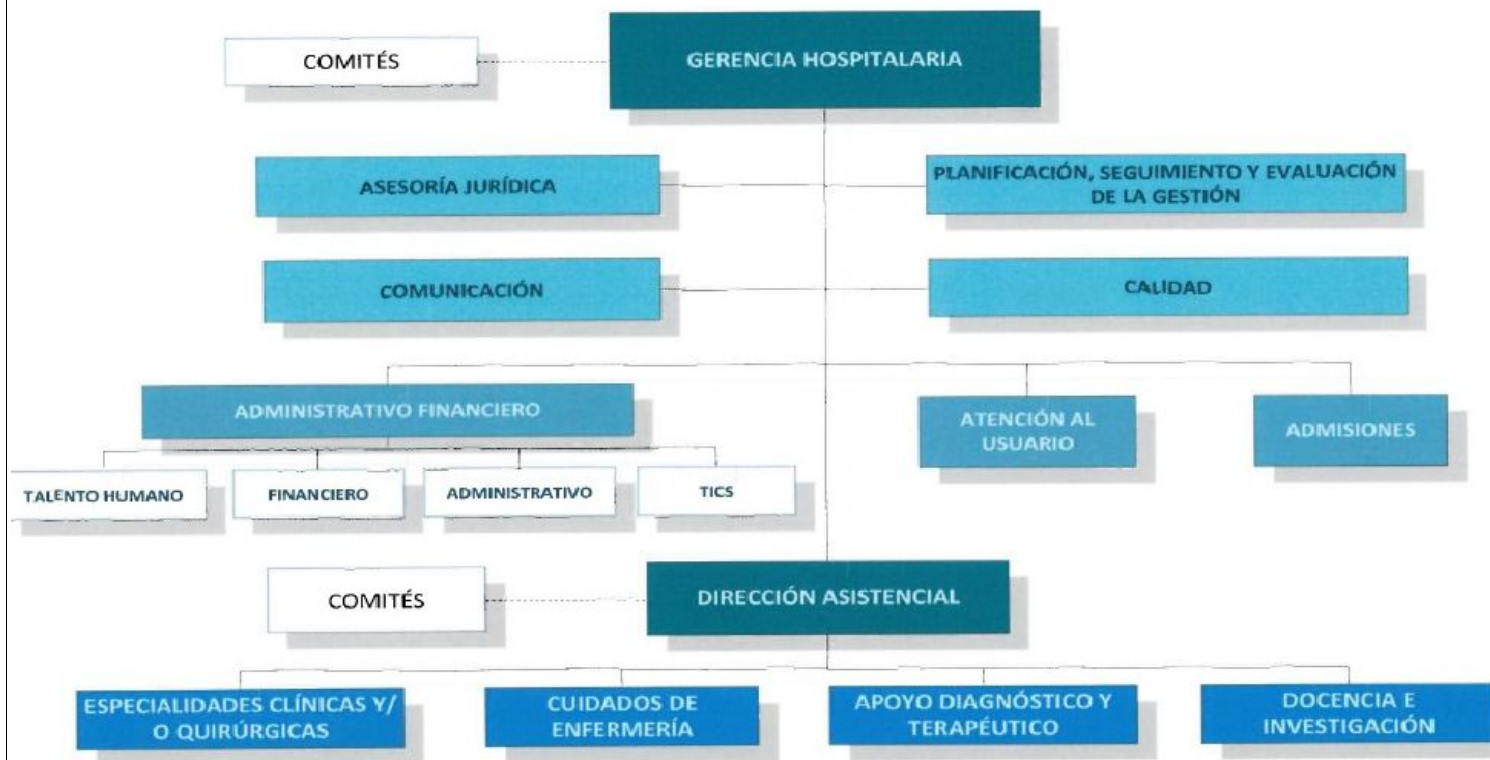 COMITÉS
GERENCIA HOSPITALARIA
ASESORÍA JURÍDICA
PLANIFICACIÓN, SEGUIMIENTO Y EVALUACIÓN
DE LA GESTIÓN
COMUNICACIÓN
CALIDAD
ADMINISTRATIVO FINANCIERO
ATENCIÓN AL
USUARIO
ADMISIONES
TALENTO HUMANO
FINANCIERO
ADMINISTRATIVO
TICS
COMITÉS
DIRECCIÓN ASISTENCIAL
ESPECIALIDADES CLÍNICAS Y/
O QUIRÚRGICAS
CUIDADOS DE
ENFERMERÍA
APOYO DIAGNÓSTICO Y
TERAPÉUTICO
DOCENCIA E
INVESTIGACIÓN